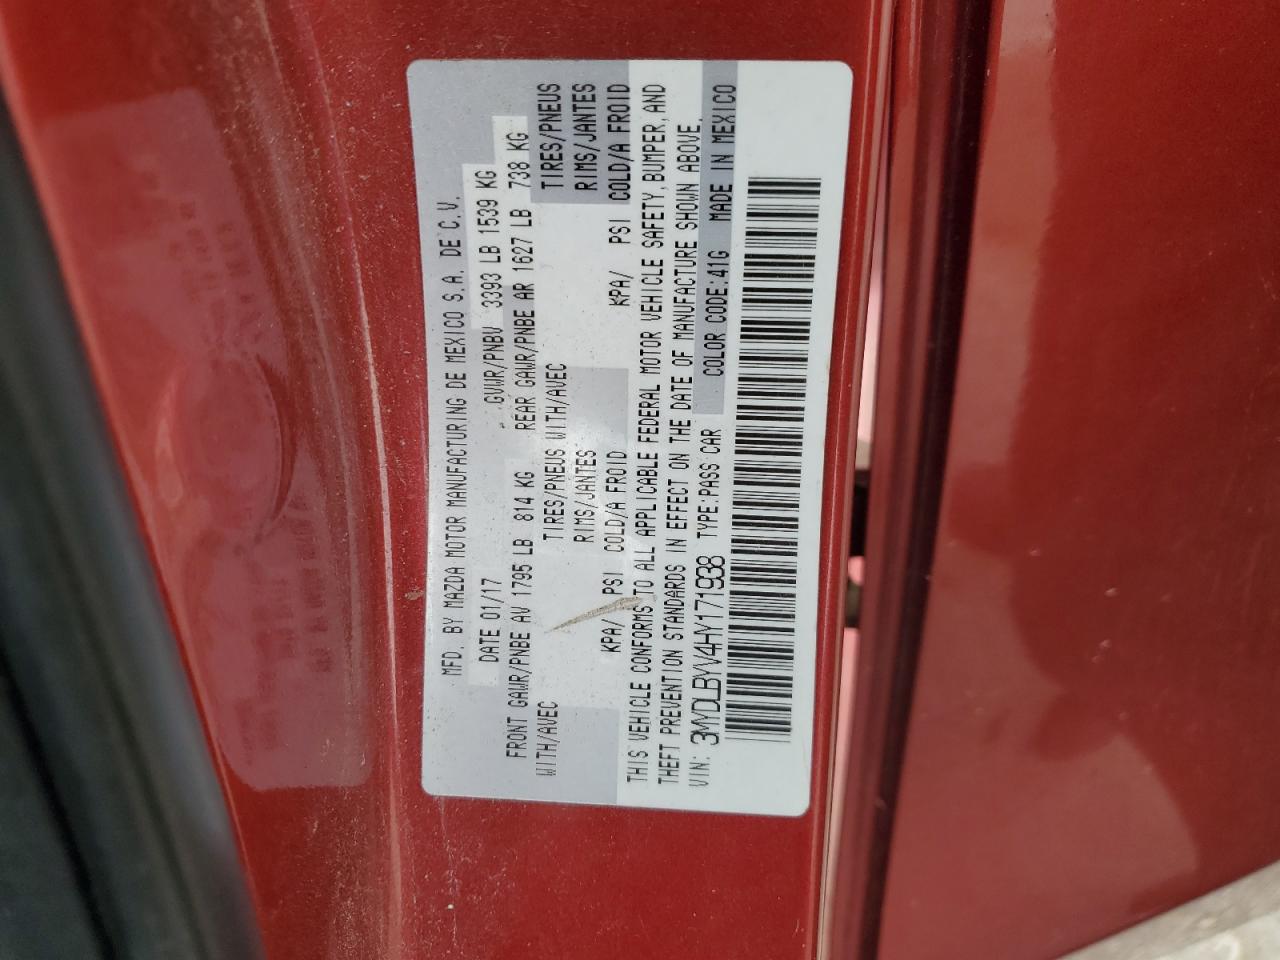 MFD. BY MAZDA MOTOR MANUFACTURING DE MEXICO S.A. DE C.V.
DATE 01/17 GVWR/PNBV 3393 LB 1539 KG
FRONT GAWR/PNBE AV 1795 LB 814 KG REAR GAWR/PNBE AR 1627 LB 738 KG
WITH/AVEC TIRES/PNEUS WITH/AVEC TIRES/PNEUS
RIMS/JANTES RIMS/JANTES
KPA/ PSI COLD/A FROID KPA/ PSI COLD/A FROID
THIS VEHICLE CONFORMS TO ALL APPLICABLE FEDERAL MOTOR VEHICLE SAFETY, BUMPER, AND
THEFT PREVENTION STANDARDS IN EFFECT ON THE DATE OF MANUFACTURE SHOWN ABOVE.
VIN: 3MYDLBYV4HY171938 TYPE:PASS CAR COLOR CODE:41G MADE IN MEXICO